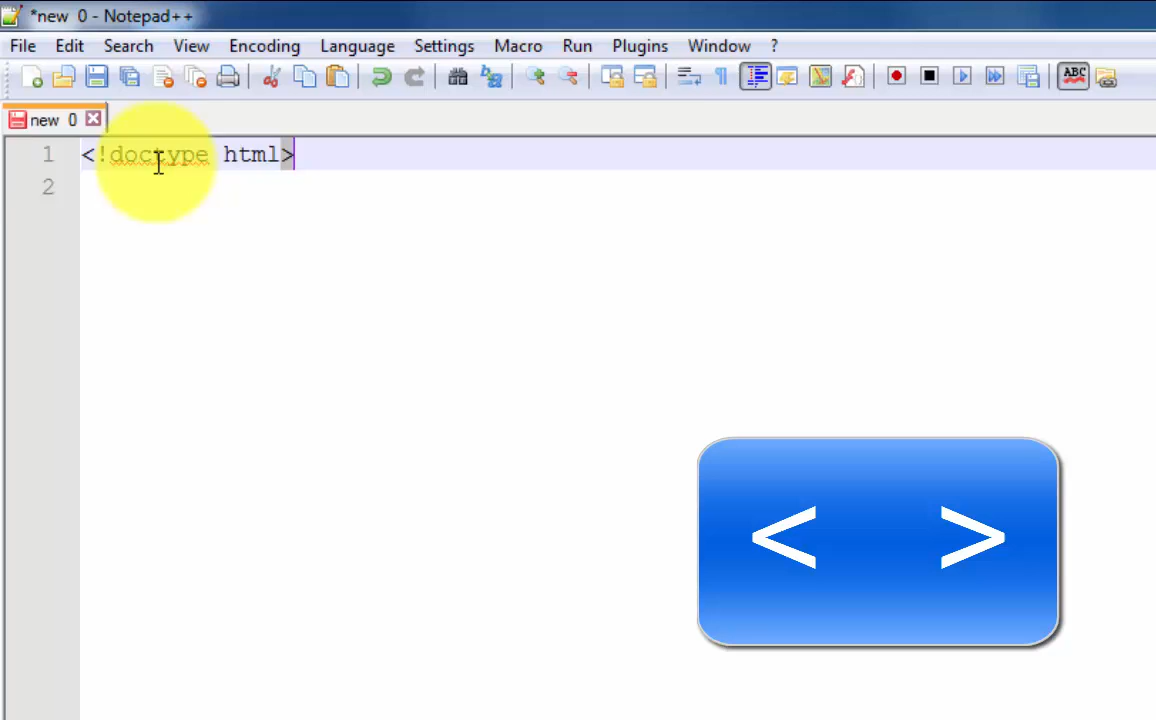 *new  0 - Notepad++
File Edit Search View Encoding Language Settings Macro Run Plugins Window ?
ABC
new  0
1 <!doctype html>
2
< >